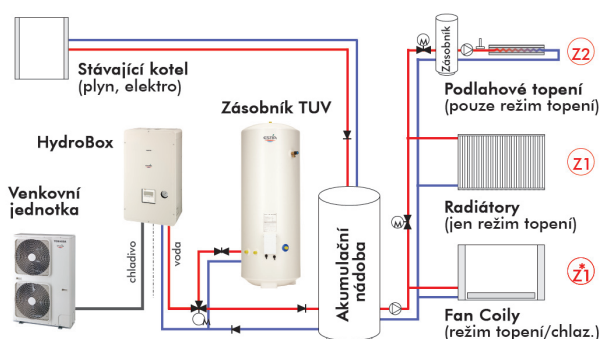 Stávající kotel
(plyn, elektro)
Zásobník TUV
HydroBox
Venkovní
jednotka
chladivo
voda
Akumulační
nádoba
Zásobník
M
M
M
Podlahové topení
(pouze režim topení)
Z2
Radiátory
(jen režim topení)
Z1
Fan Coily
(režim topení/chlaz.)
Z1*